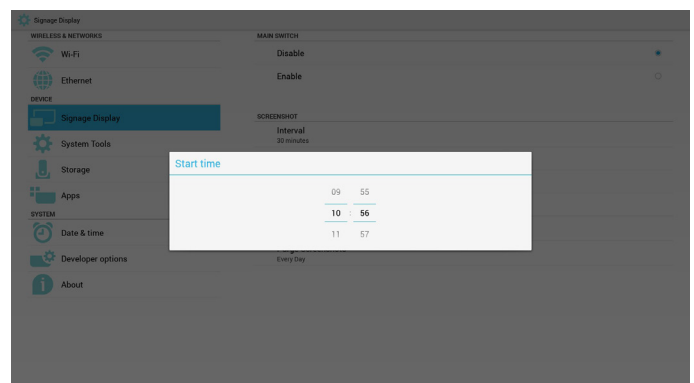 Signage Display
WIRELESS & NETWORKS
Wi-Fi
Ethernet
DEVICE
Signage Display
System Tools
Storage
Apps
SYSTEM
Date & time
Developer options
About
MAIN SWITCH
Disable
Enable
SCREENSHOT
Interval
30 minutes
Start time
09 55
10 : 56
11 57
Every Day